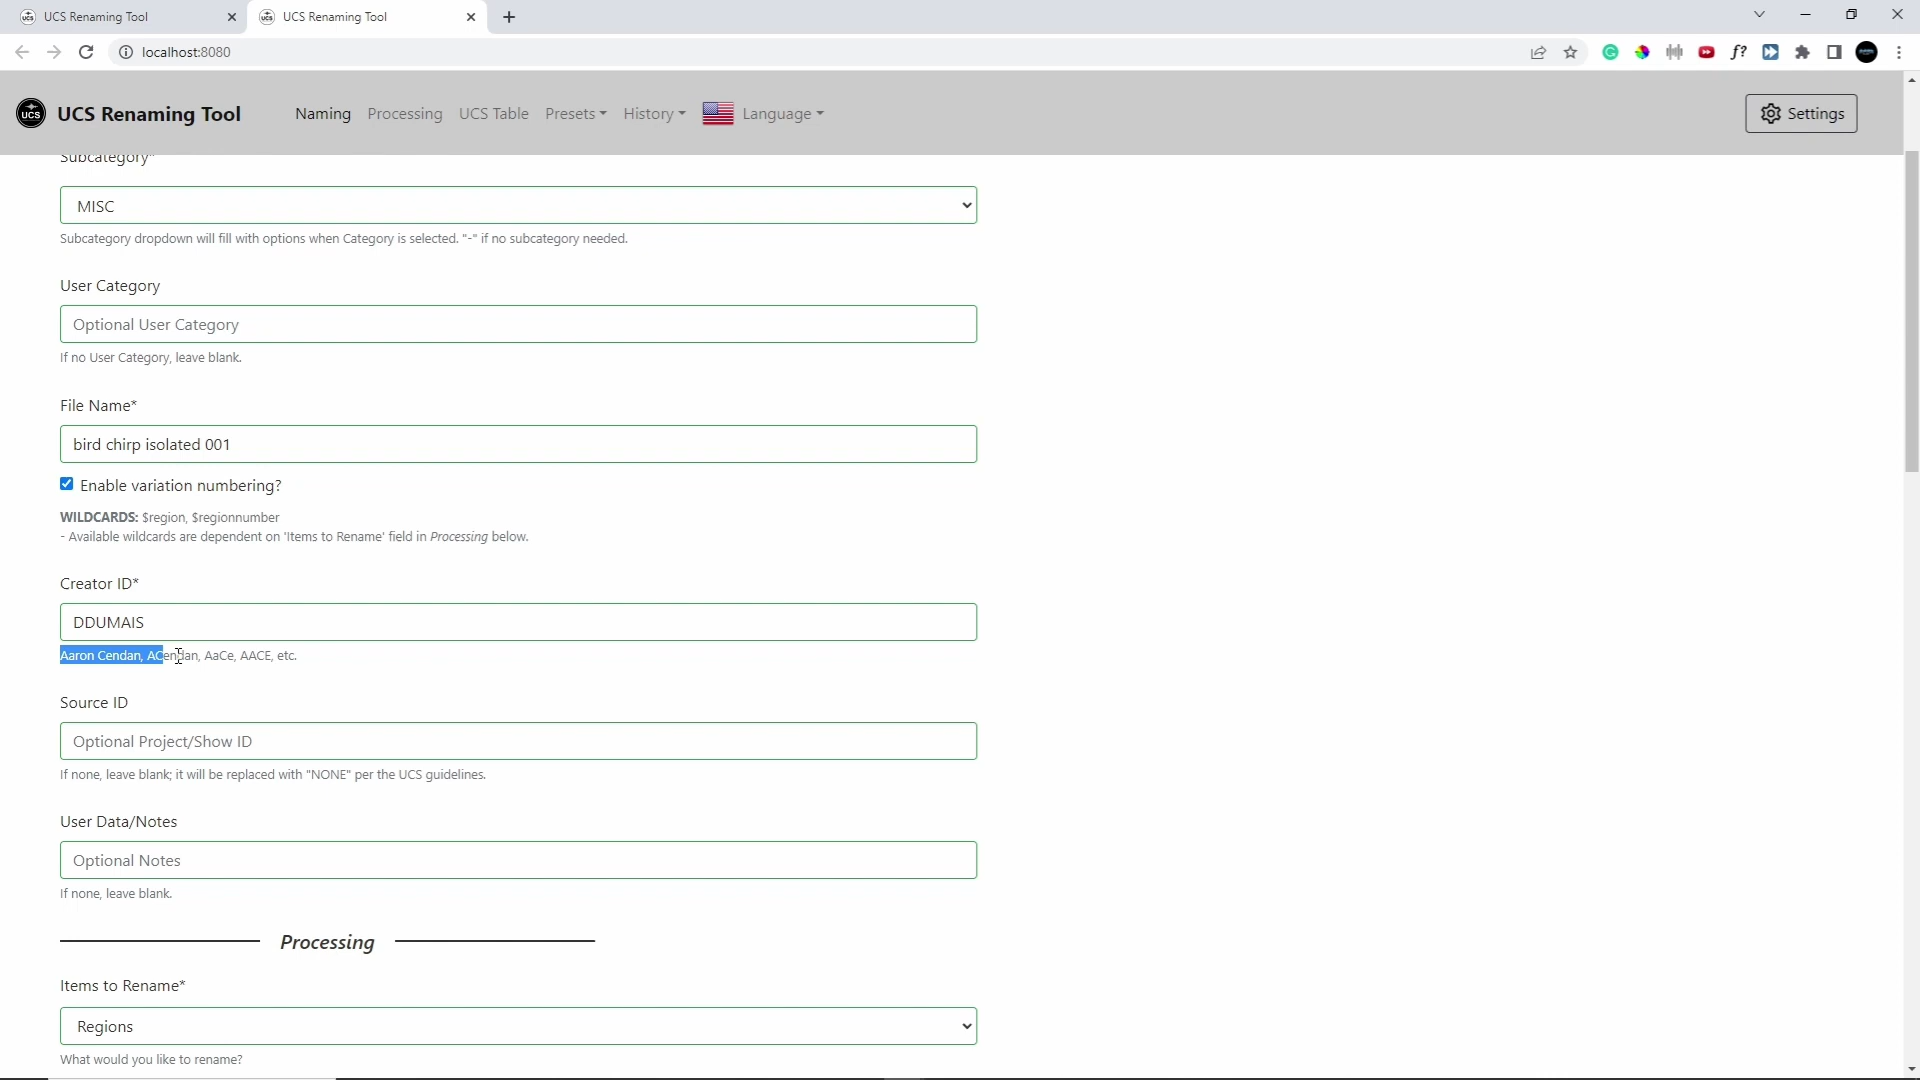 UCS Renaming Tool
UCS Renaming Tool
localhost:8080
f?
UCS
UCS Renaming Tool
Naming
Processing
UCS Table
Presets
History
Language
Settings
Subcategory*
MISC
Subcategory dropdown will fill with options when Category is selected. "-" if no subcategory needed.
User Category
Optional User Category
If no User Category, leave blank.
File Name*
bird chirp isolated 001
Enable variation numbering?
WILDCARDS: $region, $regionnumber
- Available wildcards are dependent on 'Items to Rename' field in Processing below.
Creator ID*
DDUMAIS
Aaron Cendan, ACendan, AaCe, AACE, etc.
Source ID
Optional Project/Show ID
If none, leave blank; it will be replaced with "NONE" per the UCS guidelines.
User Data/Notes
Optional Notes
If none, leave blank.
Processing
Items to Rename*
Regions
What would you like to rename?